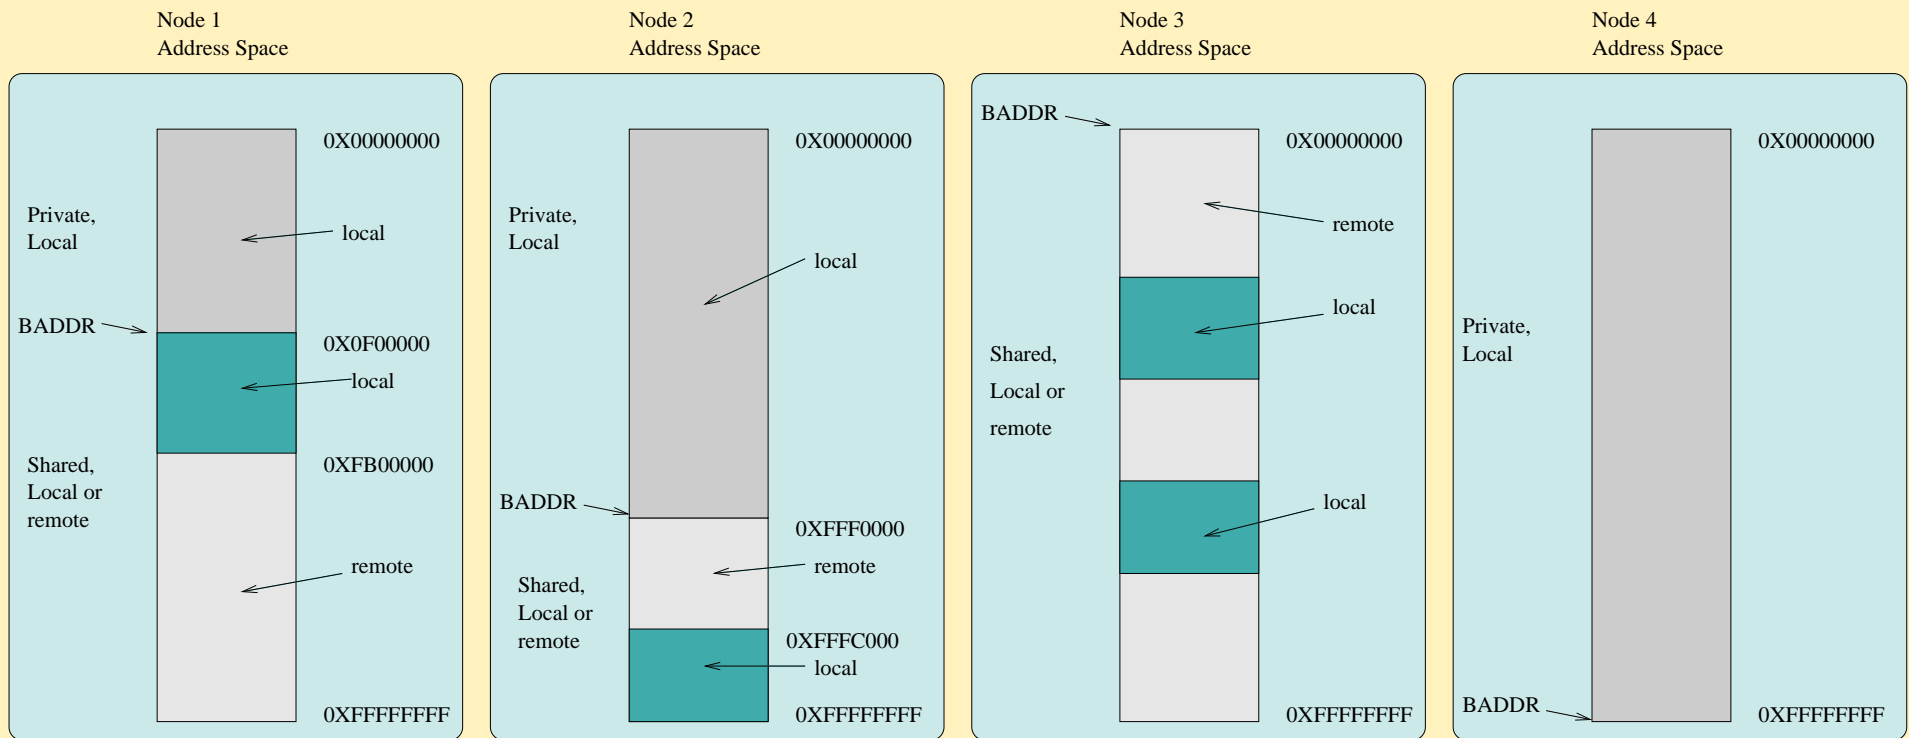 Node 1
Address Space
0X00000000
Private,
Local
local
BADDR
0X0F00000
local
0XFB00000
Shared,
Local or
remote
remote
0XFFFFFFFF
Node 2
Address Space
0X00000000
Private,
Local
local
BADDR
0XFFF0000
remote
Shared,
Local or
remote
0XFFFC000
local
0XFFFFFFFF
Node 3
Address Space
BADDR
0X00000000
remote
local
Shared,
Local or
remote
local
0XFFFFFFFF
Node 4
Address Space
0X00000000
Private,
Local
BADDR
0XFFFFFFFF